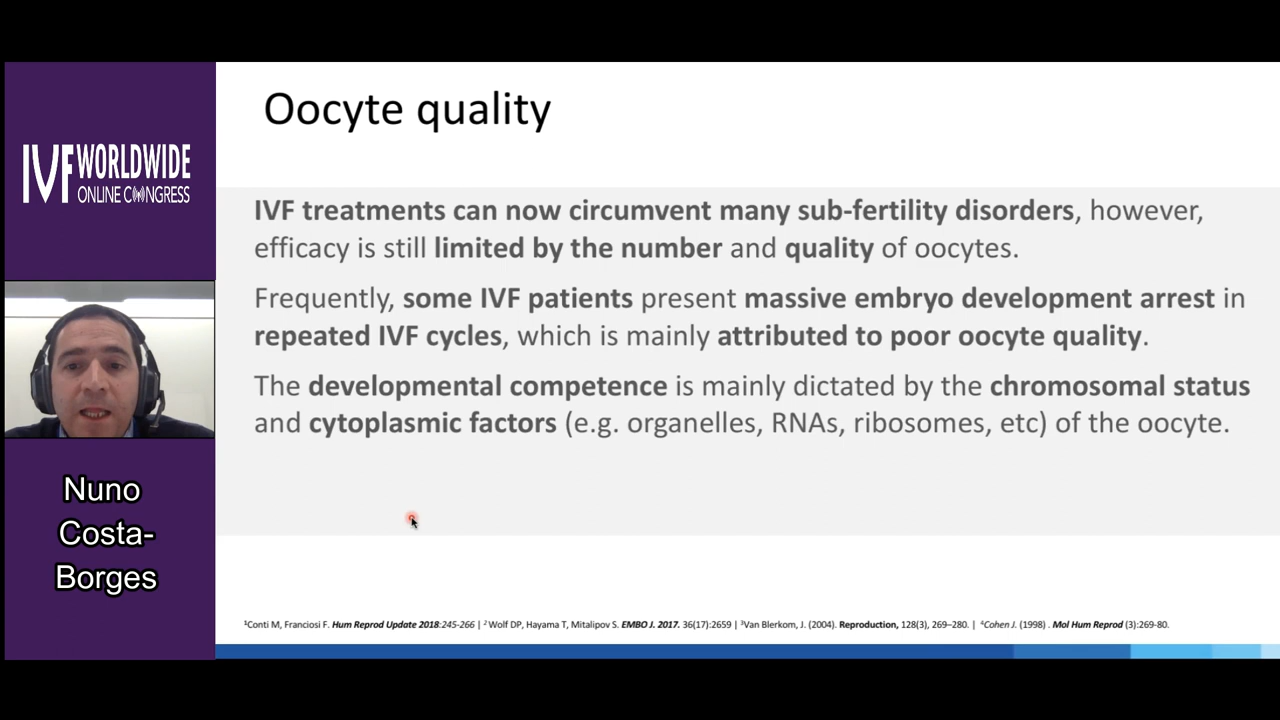 IVF WORLDWIDE
ONLINE CONGRESS
Nuno
Costa-
Borges
Oocyte quality
IVF treatments can now circumvent many sub-fertility disorders, however,
efficacy is still limited by the number and quality of oocytes.
Frequently, some IVF patients present massive embryo development arrest in
repeated IVF cycles, which is mainly attributed to poor oocyte quality.
The developmental competence is mainly dictated by the chromosomal status
and cytoplasmic factors (e.g. organelles, RNAs, ribosomes, etc) of the oocyte.
¹Conti M, Franciosi F. Hum Reprod Update 2018:245-266 | ²Wolf DP, Hayama T, Mitalipov S. EMBO J. 2017. 36(17):2659 | ³Van Blerkom, J. (2004). Reproduction, 128(3), 269–280. | ⁴Cohen J. (1998) . Mol Hum Reprod (3):269-80.